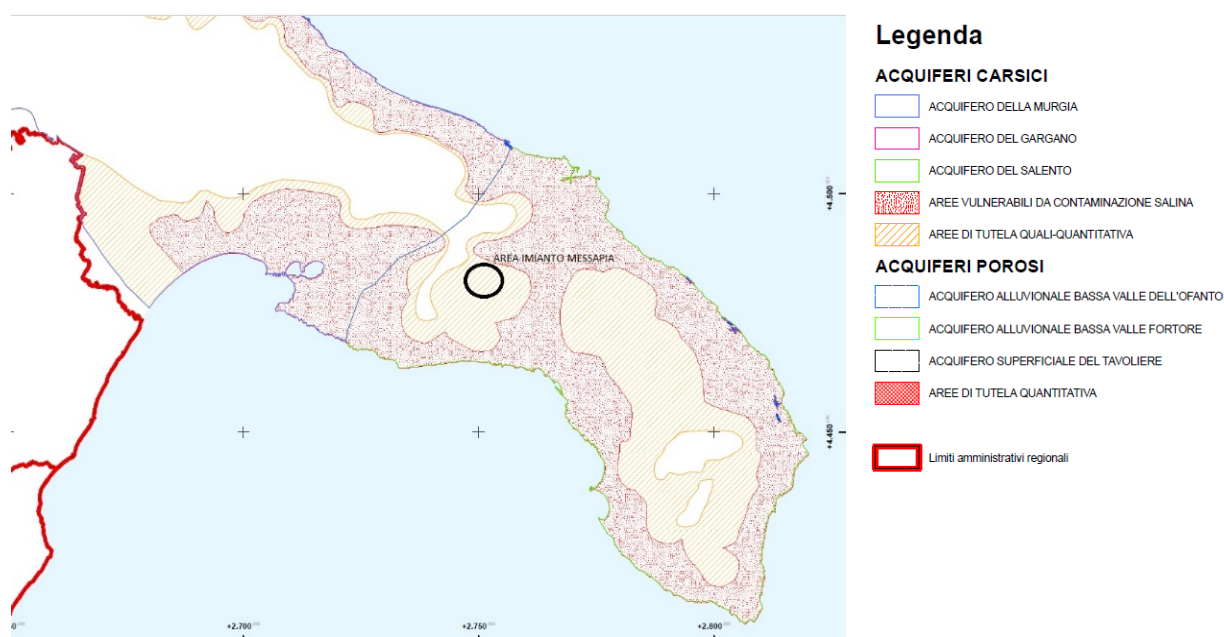 Legenda
ACQUIFERI CARSICI
ACQUIFERO DELLA MURGIA
ACQUIFERO DEL GARGANO
ACQUIFERO DEL SALENTO
AREE VULNERABILI DA CONTAMINAZIONE SALINA
AREE DI TUTELA QUALI-QUANTITATIVA
ACQUIFERI POROSI
ACQUIFERO ALLUVIONALE BASSA VALLE DELL'OFANTO
ACQUIFERO ALLUVIONALE BASSA VALLE FORTORE
ACQUIFERO SUPERFICIALE DEL TAVOLIERE
AREE DI TUTELA QUANTITATIVA
Limiti amministrativi regionali
AREA IMIANTO MESSAPIA
+4.500
+4.450
+2.700
+2.750
+2.800